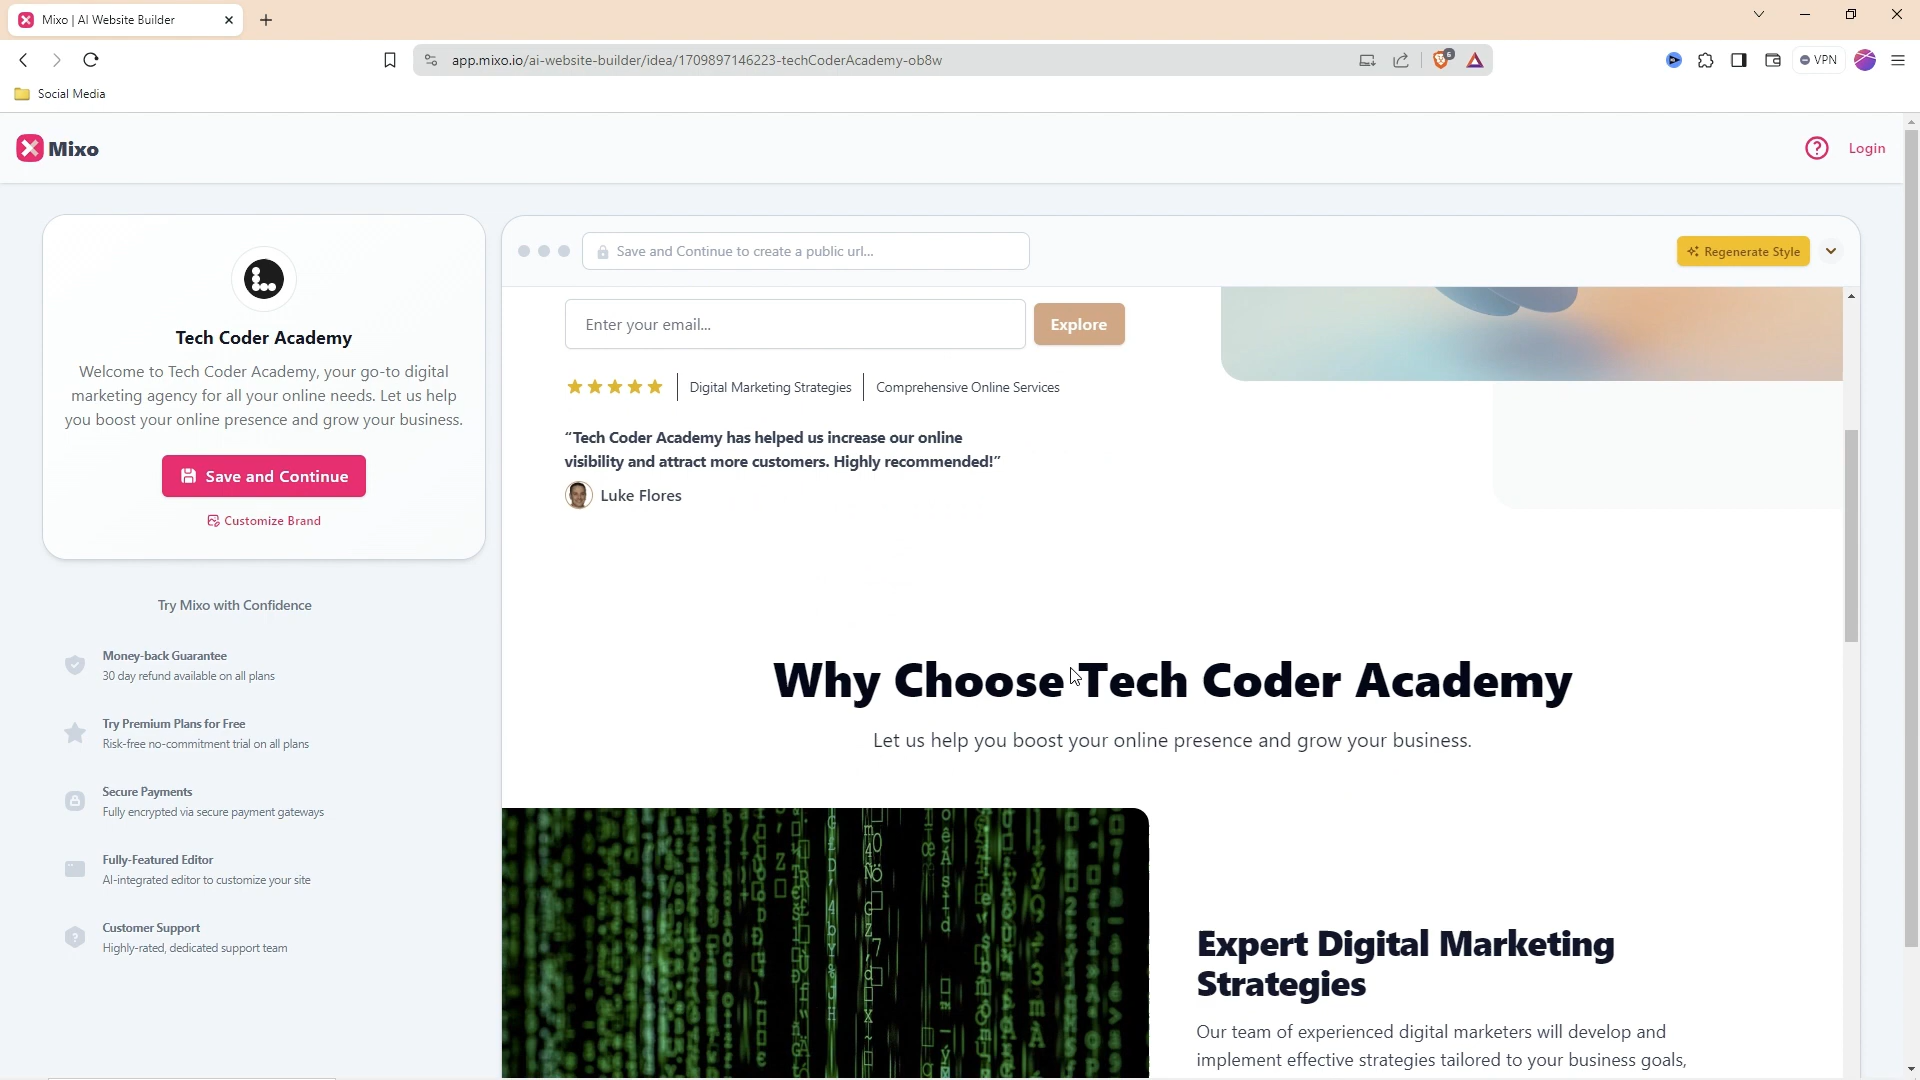 Mixo | AI Website Builder
app.mixo.io/ai-website-builder/idea/1709897146223-techCoderAcademy-ob8w
6
VPN
Social Media
Mixo
Login
Tech Coder Academy
Welcome to Tech Coder Academy, your go-to digital
marketing agency for all your online needs. Let us help
you boost your online presence and grow your business.
Save and Continue
Customize Brand
Try Mixo with Confidence
Money-back Guarantee
30 day refund available on all plans
Try Premium Plans for Free
Risk-free no-commitment trial on all plans
Secure Payments
Fully encrypted via secure payment gateways
Fully-Featured Editor
AI-integrated editor to customize your site
Customer Support
Highly-rated, dedicated support team
Save and Continue to create a public url...
Regenerate Style
Enter your email...
Explore
Digital Marketing Strategies
Comprehensive Online Services
“Tech Coder Academy has helped us increase our online
visibility and attract more customers. Highly recommended!”
Luke Flores
Why Choose Tech Coder Academy
Let us help you boost your online presence and grow your business.
Expert Digital Marketing
Strategies
Our team of experienced digital marketers will develop and
implement effective strategies tailored to your business goals,